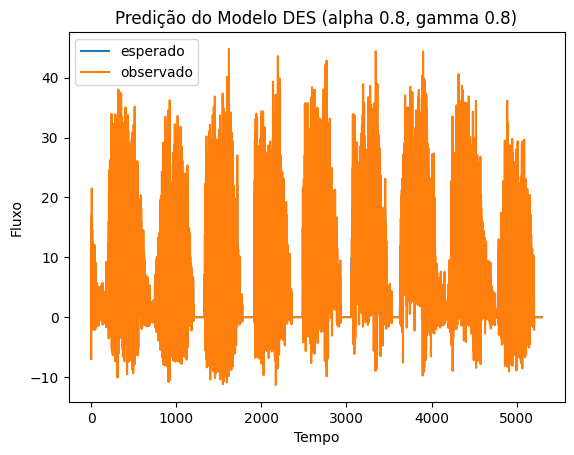 Predição do Modelo DES (alpha 0.8, gamma 0.8)
esperado
observado
Fluxo
40
30
20
10
0
−10
0 1000 2000 3000 4000 5000
Tempo